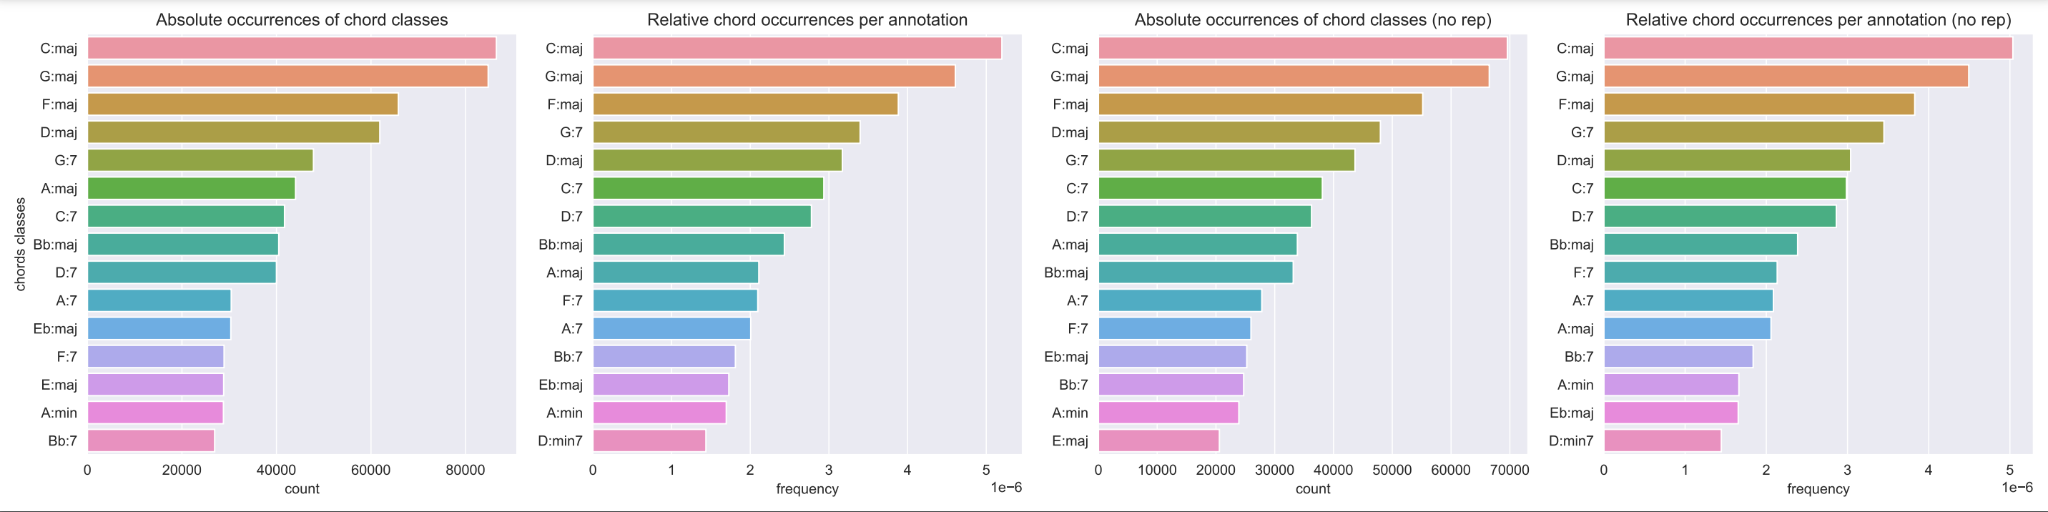 Absolute occurrences of chord classes
chords classes
C:maj
G:maj
F:maj
D:maj
G:7
A:maj
C:7
Bb:maj
D:7
A:7
Eb:maj
F:7
E:maj
A:min
Bb:7
0 20000 40000 60000 80000
count
Relative chord occurrences per annotation
C:maj
G:maj
F:maj
G:7
D:maj
C:7
D:7
Bb:maj
A:maj
F:7
A:7
Bb:7
Eb:maj
A:min
D:min7
0 1 2 3 4 5
frequency
1e−6
Absolute occurrences of chord classes (no rep)
C:maj
G:maj
F:maj
D:maj
G:7
C:7
D:7
A:maj
Bb:maj
A:7
F:7
Eb:maj
Bb:7
A:min
E:maj
0 10000 20000 30000 40000 50000 60000 70000
count
Relative chord occurrences per annotation (no rep)
C:maj
G:maj
F:maj
G:7
D:maj
C:7
D:7
Bb:maj
F:7
A:7
A:maj
Bb:7
A:min
Eb:maj
D:min7
0 1 2 3 4 5
frequency
1e−6